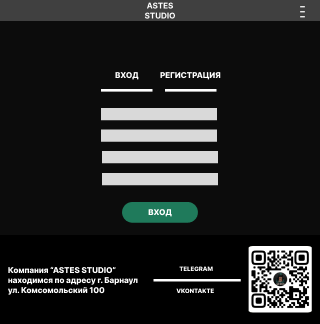 ASTES
STUDIO
ВХОД РЕГИСТРАЦИЯ
ВХОД
Компания “ASTES STUDIO”
находимся по адресу г. Барнаул
ул. Комсомольский 100
TELEGRAM
VKONTAKTE